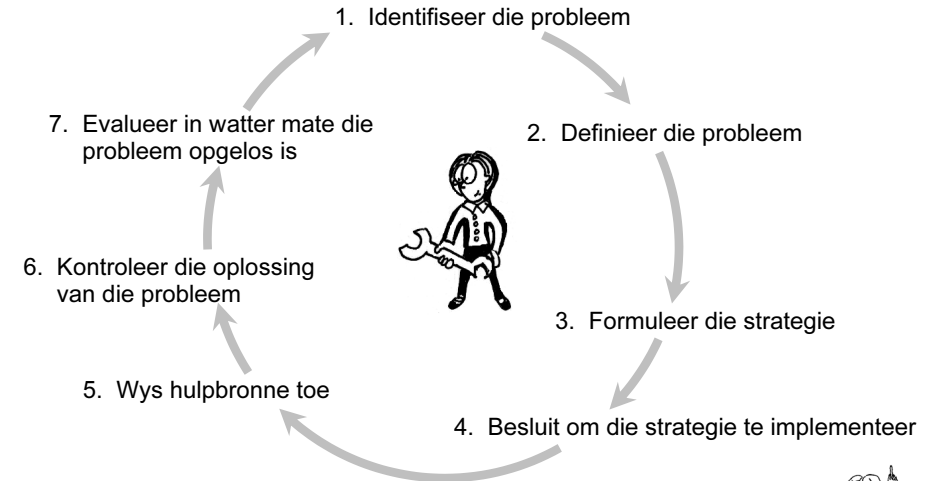 1. Identifiseer die probleem
2. Definieer die probleem
3. Formuleer die strategie
4. Besluit om die strategie te implementeer
5. Wys hulpbronne toe
6. Kontroleer die oplossing
van die probleem
7. Evalueer in watter mate die
probleem opgelos is